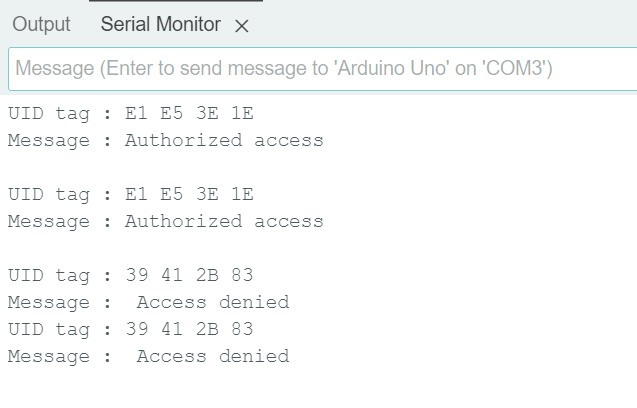 Output Serial Monitor ×
Message (Enter to send message to 'Arduino Uno' on 'COM3')
UID tag : E1 E5 3E 1E
Message : Authorized access
UID tag : E1 E5 3E 1E
Message : Authorized access
UID tag : 39 41 2B 83
Message :  Access denied
UID tag : 39 41 2B 83
Message :  Access denied